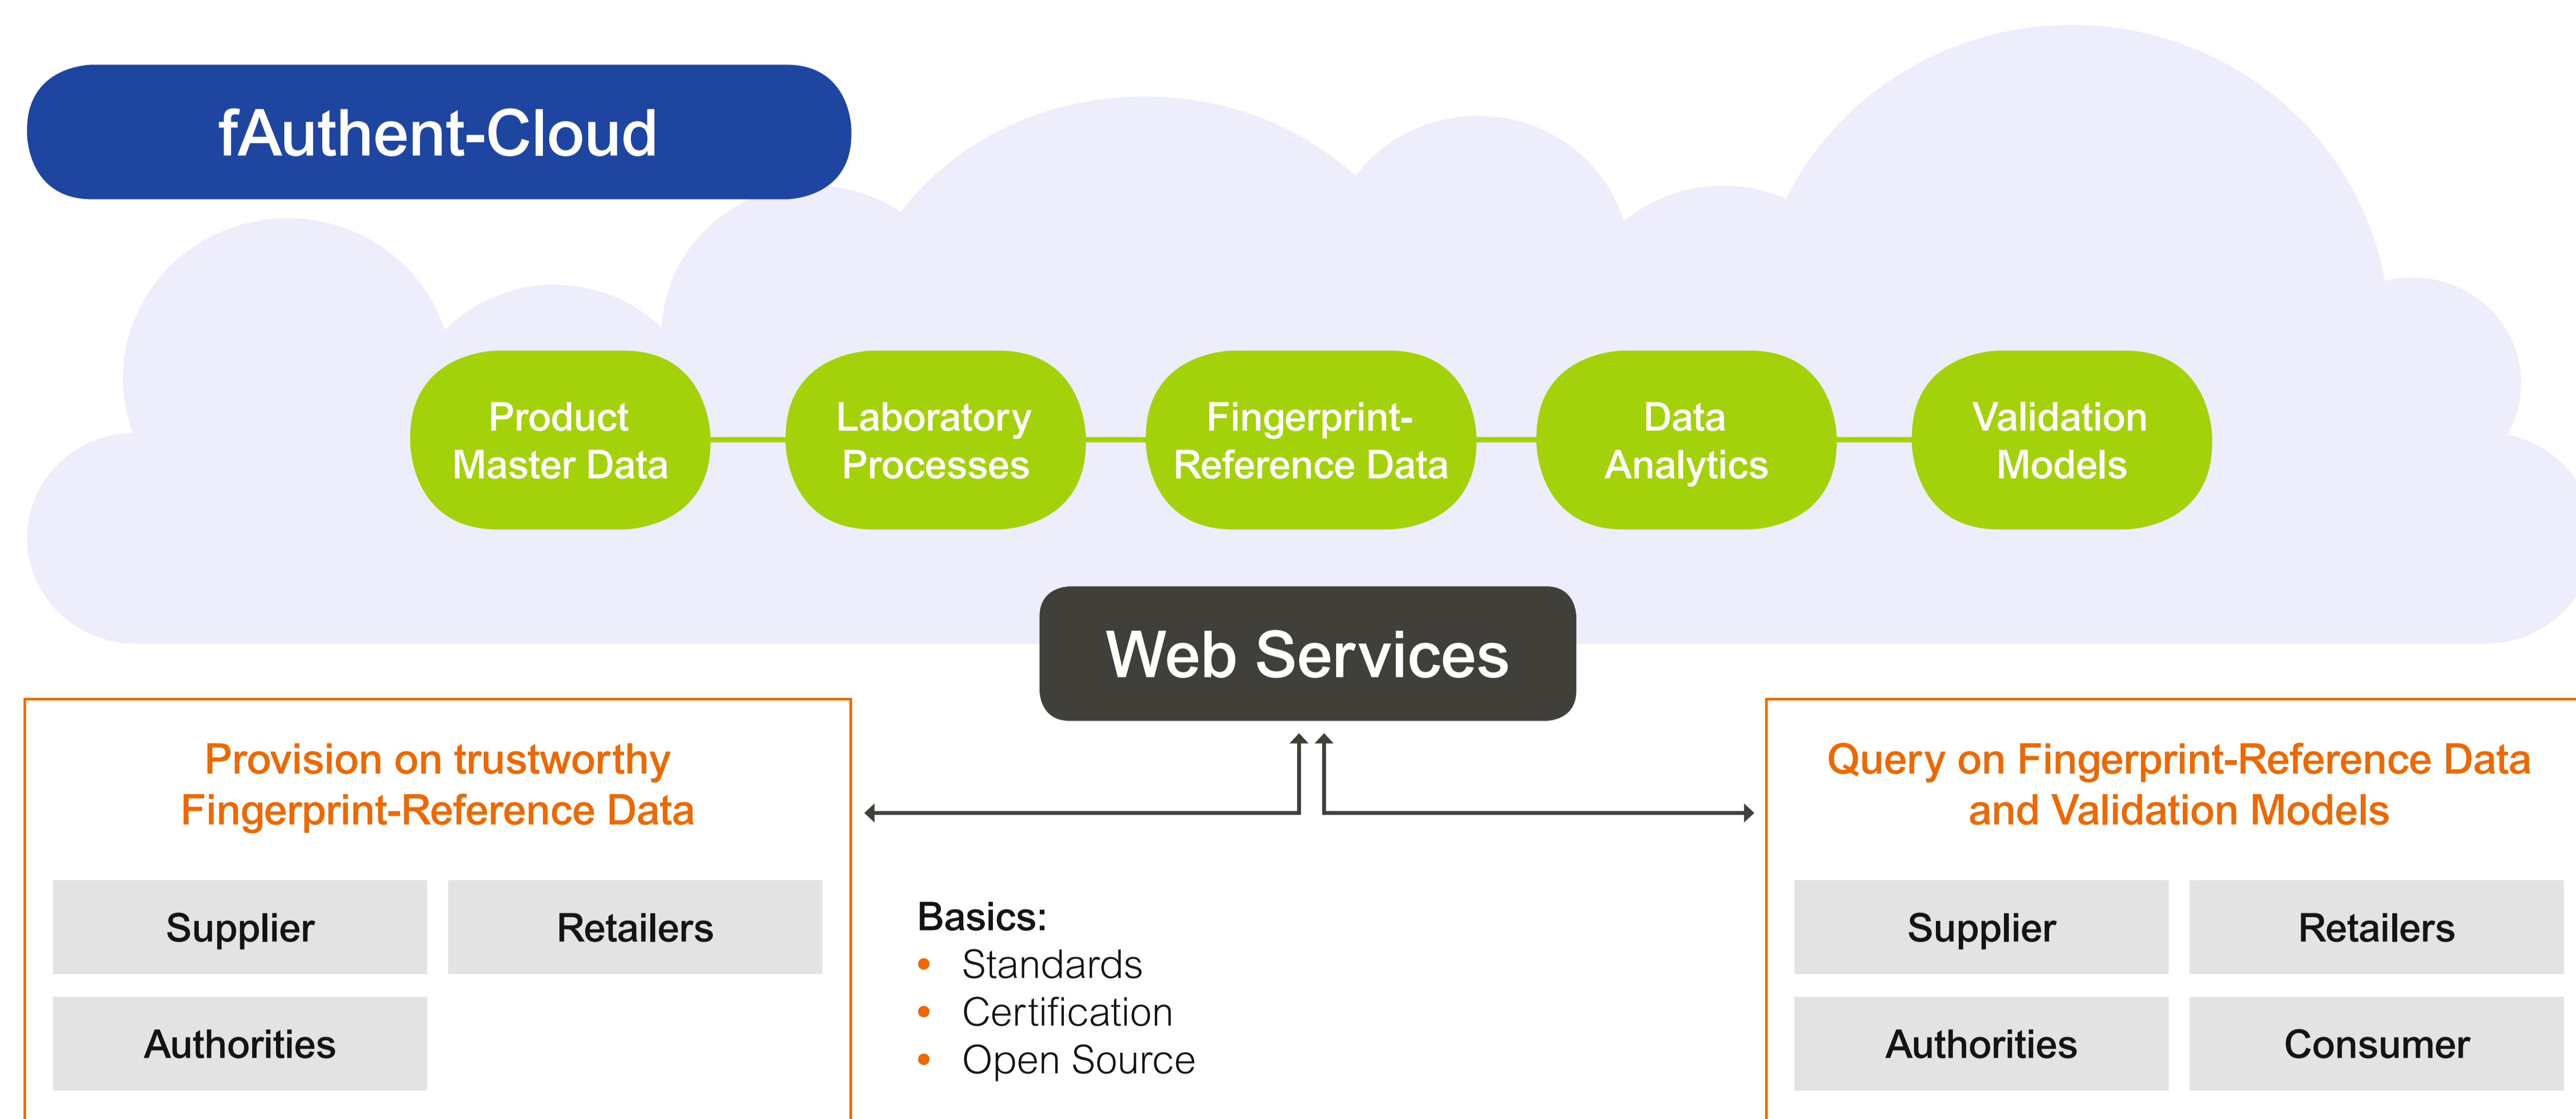 fAuthent-Cloud
Product
Master Data
Laboratory
Processes
Fingerprint-
Reference Data
Data
Analytics
Validation
Models
Web Services
Provision on trustworthy
Fingerprint-Reference Data
Supplier
Retailers
Authorities
Basics:
• Standards
• Certification
• Open Source
Query on Fingerprint-Reference Data
and Validation Models
Supplier
Retailers
Authorities
Consumer